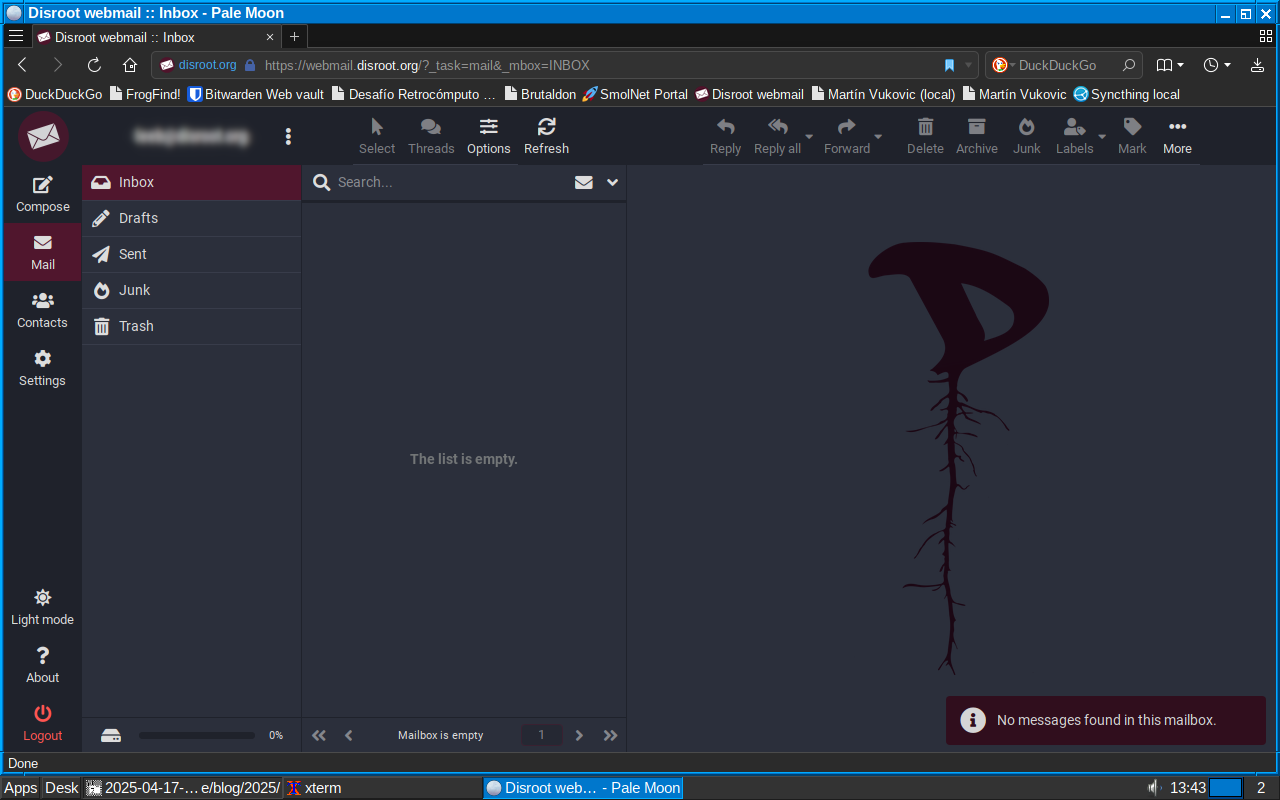 Disroot webmail :: Inbox - Pale Moon
Disroot webmail :: Inbox
disroot.org https://webmail.disroot.org/?_task=mail&_mbox=INBOX DuckDuckGo
DuckDuckGo FrogFind! Bitwarden Web vault Desafío Retrocómputo ... Brutaldon SmolNet Portal Disroot webmail Martín Vukovic (local) Martín Vukovic Syncthing local
Select Threads Options Refresh Reply Reply all Forward Delete Archive Junk Labels Mark More
Compose
Mail
Contacts
Settings
Light mode
About
Logout
Inbox
Drafts
Sent
Junk
Trash
0%
Search...
The list is empty.
Mailbox is empty 1
No messages found in this mailbox.
Done
Apps Desk 2025-04-17-...e/blog/2025/ xterm Disroot web... - Pale Moon 13:43 2